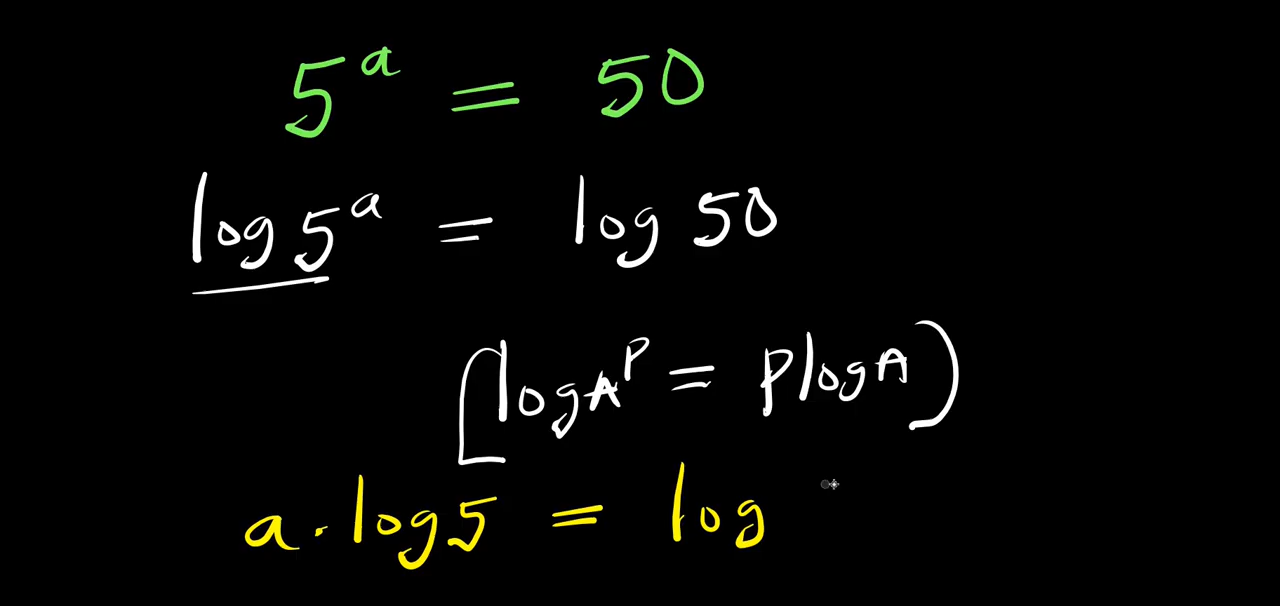 5^a = 50
log 5^a = log 50
[log A^P = P log A)
a . log 5 = log